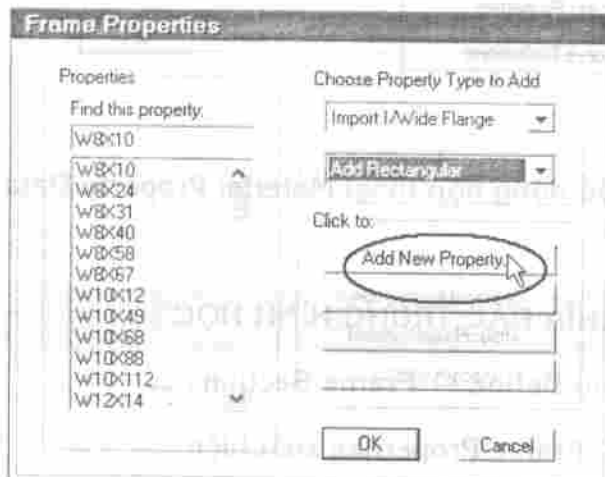 Frame Properties
Properties
Find this property:
W8X10
W8X10
W8X24
W8X31
W8X40
W8X58
W8X67
W10X12
W10X49
W10X68
W10X88
W10X112
W12X14
Choose Property Type to Add
Import I/Wide Flange
Add Rectangular
Click to:
Add New Property...
OK
Cancel